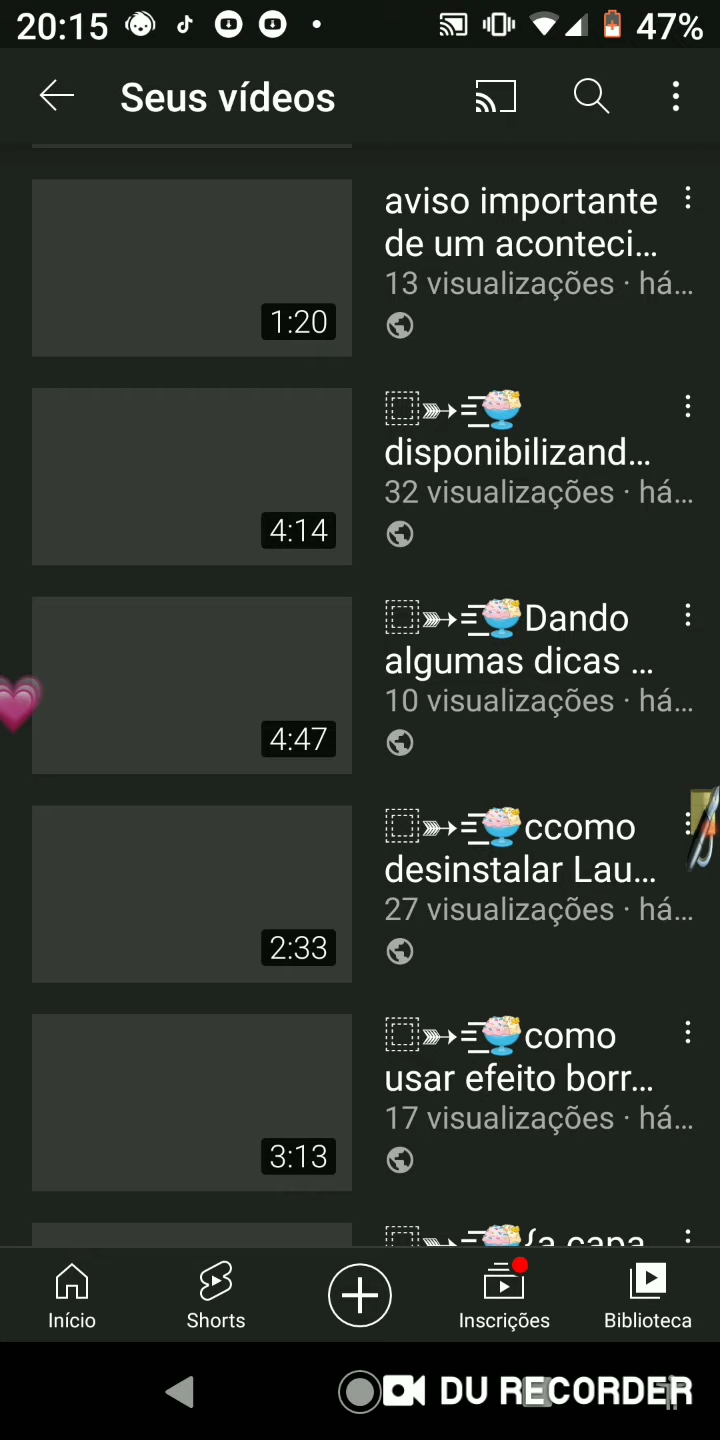 20:15
47%
Seus vídeos
aviso importante
de um aconteci...
13 visualizações · há...
1:20
disponibilizand...
32 visualizações · há...
4:14
Dando
algumas dicas ...
10 visualizações · há...
4:47
ccomo
desinstalar Lau...
27 visualizações · há...
2:33
como
usar efeito borr...
17 visualizações · há...
3:13
{a capa
Início
Shorts
Inscrições
Biblioteca
DU RECORDER